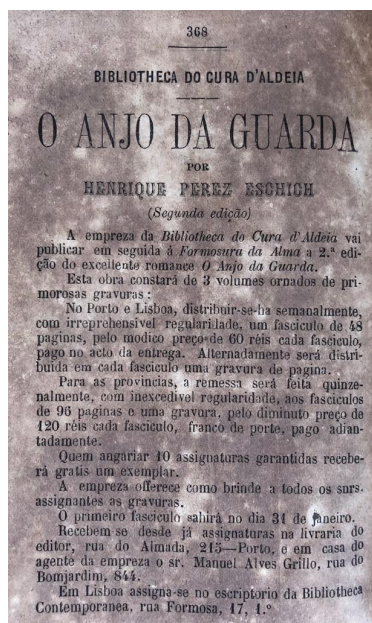 368
BIBLIOTHECA DO CURA D'ALDEIA
O ANJO DA GUARDA
POR
HENRIQUE PEREZ ESCHICH
(Segunda edição)
A empreza da Bibliotheca do Cura d'Aldeia vai
publicar em seguida á Formosura da Alma a 2.ª edi-
ção do excellente romance O Anjo da Guarda.
Esta obra constará de 3 volumes ornados de pri-
morosas gravuras :
No Porto e Lisboa, distribuir-se-ha semanalmente,
com irreprehensivel regularidade, um fasciculo de 48
paginas, pelo modico preço de 60 réis cada fasciculo,
pago no acto da entrega. Alternadamente será distri-
buida em cada fasciculo uma gravura de pagina.
Para as provincias, a remessa será feita quinze-
nalmente, com inexcedivel regularidade, aos fasciculos
de 96 paginas e uma gravura, pelo diminuto preço de
120 réis cada fasciculo, franco de porte, pago adian-
tadamente.
Quem angariar 10 assignaturas garantidas recebe-
rá gratis um exemplar.
A empreza offerece como brinde a todos os snrs.
assignantes as gravuras.
O primeiro fasciculo sahirá no dia 31 de janeiro.
Recebem-se desde já assignaturas na livraria do
editor, rua do Almada, 215—Porto, e em casa do
agente da empreza o sr. Manuel Alves Grillo, rua do
Bomjardim, 844.
Em Lisboa assigna-se no escriptorio da Bibliotheca
Contemporanea, rua Formosa, 17, 1.º